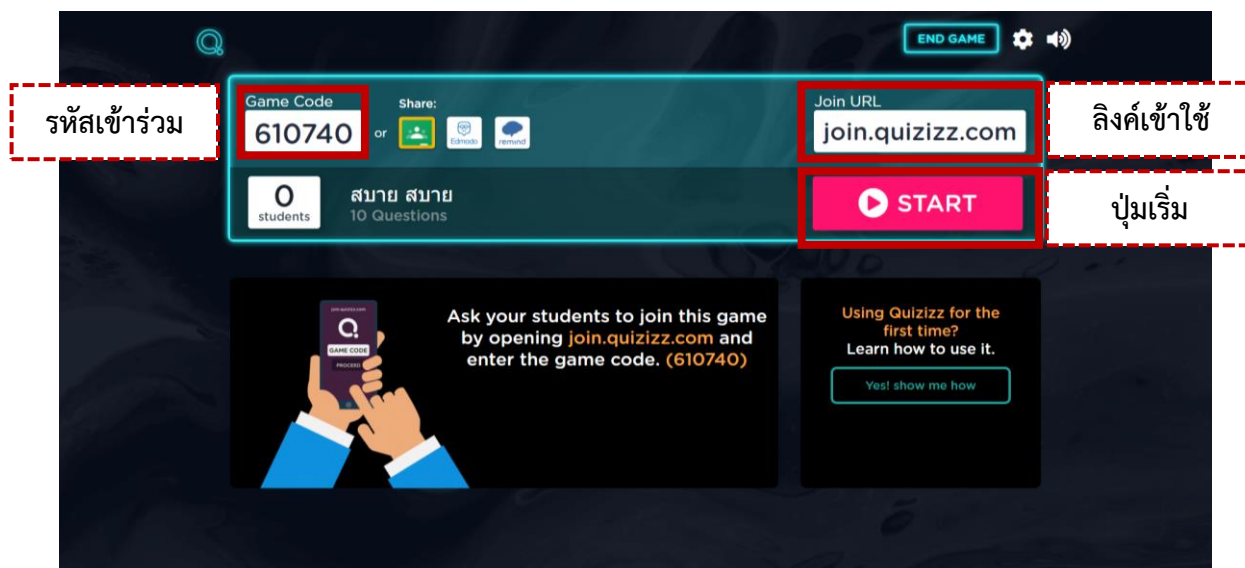 END GAME
รหัสเข้าร่วม
Game Code
610740
or
Share:
Edmodo
remind
Join URL
join.quizizz.com
ลิงค์เข้าใช้
0
students
สบาย สบาย
10 Questions
START
ปุ่มเริ่ม
join.quizizz.com
GAME CODE
PROCEED
Ask your students to join this game
by opening join.quizizz.com and
enter the game code. (610740)
Using Quizizz for the
first time?
Learn how to use it.
Yes! show me how